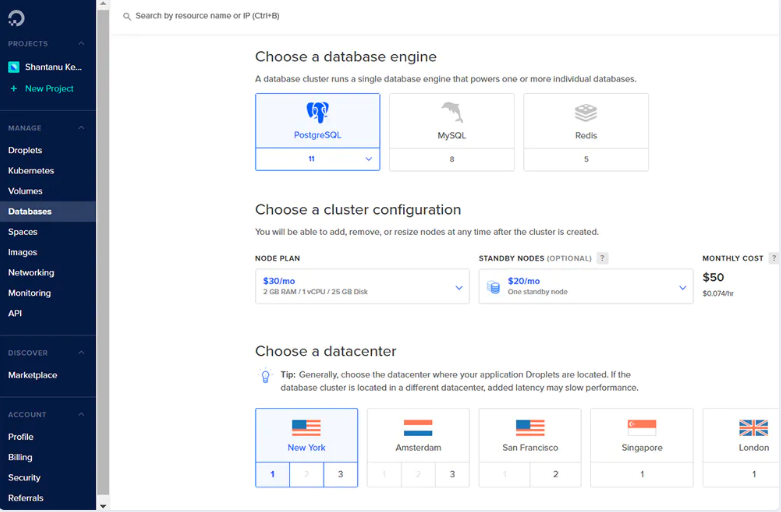 Search by resource name or IP (Ctrl+B)
PROJECTS
Shantanu Ke...
+ New Project
MANAGE
Droplets
Kubernetes
Volumes
Databases
Spaces
Images
Networking
Monitoring
API
DISCOVER
Marketplace
ACCOUNT
Profile
Billing
Security
Referrals
Choose a database engine
A database cluster runs a single database engine that powers one or more individual databases.
PostgreSQL
11
MySQL
8
Redis
5
Choose a cluster configuration
You will be able to add, remove, or resize nodes at any time after the cluster is created.
NODE PLAN
$30/mo
2 GB RAM / 1 vCPU / 25 GB Disk
STANDBY NODES (OPTIONAL) ?
$20/mo
One standby node
MONTHLY COST ?
$50
$0.074/hr
Choose a datacenter
Tip: Generally, choose the datacenter where your application Droplets are located. If the
database cluster is located in a different datacenter, added latency may slow performance.
New York
1 2 3
Amsterdam
1 2 3
San Francisco
1 2
Singapore
1
London
1